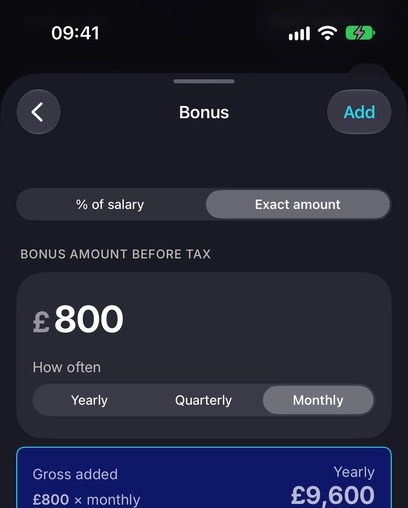 09:41
Bonus
Add
% of salary
Exact amount
BONUS AMOUNT BEFORE TAX
£800
How often
Yearly
Quarterly
Monthly
Gross added
Yearly
£800 × monthly
£9,600